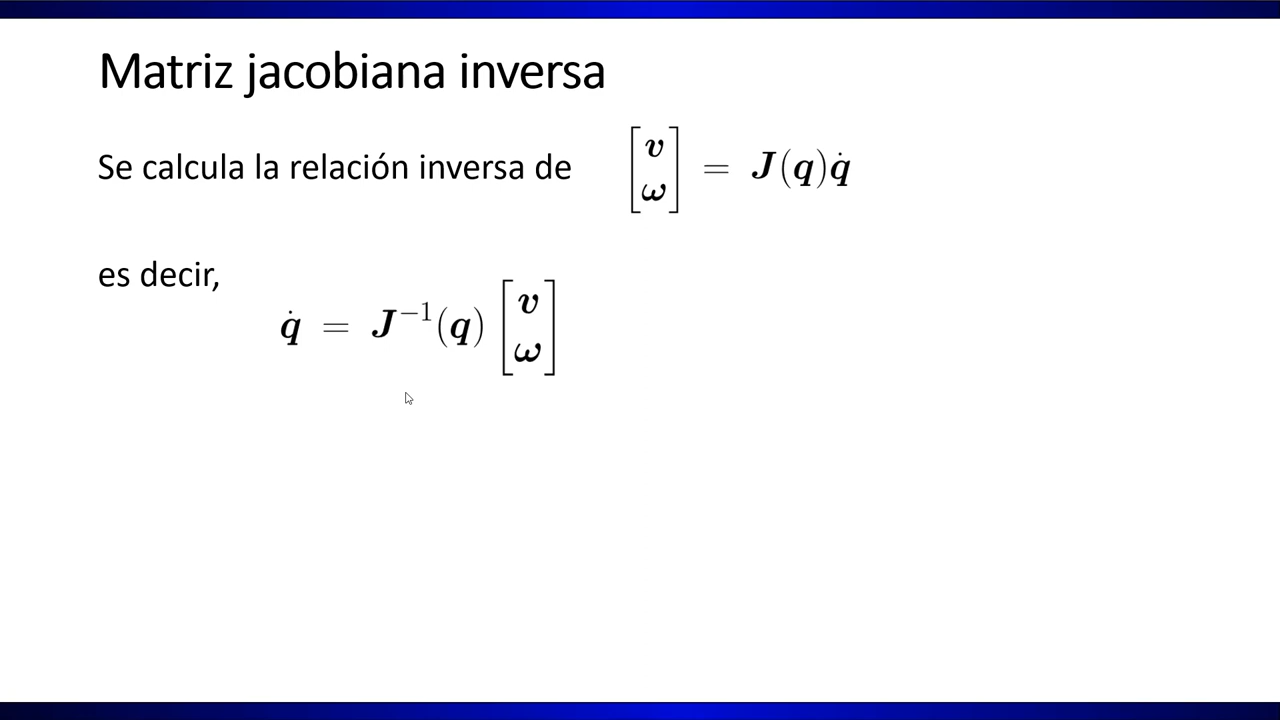 Matriz jacobiana inversa
Se calcula la relación inversa de [v ω] = J(q)q̇
es decir,
q̇ = J⁻¹(q) [v ω]